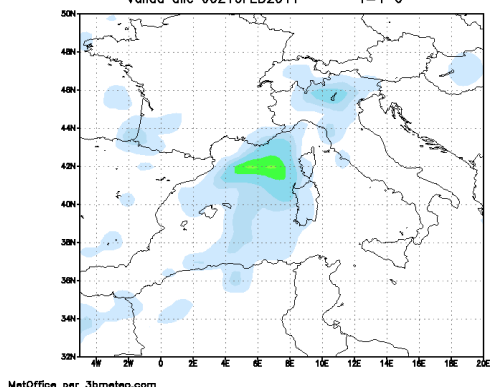 50N
48N
46N
44N
42N
40N
38N
36N
34N
32N
4W 2W 0 2E 4E 6E 8E 10E 12E 14E 16E 18E 20E
MetOffice per 3bmeteo.com